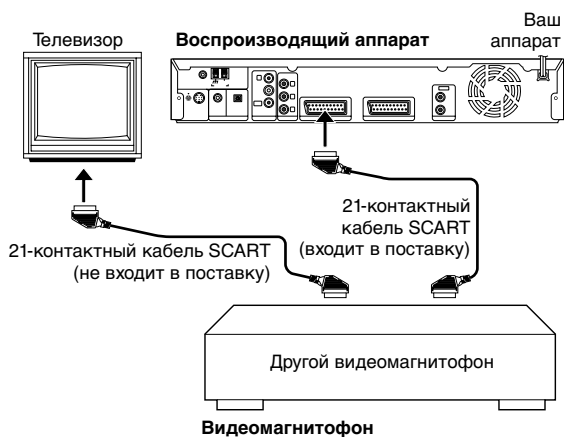 Телевизор
Воспроизводящий аппарат
Ваш
аппарат
21-контактный кабель SCART
(не входит в поставку)
21-контактный
кабель SCART
(входит в поставку)
Другой видеомагнитофон
Видеомагнитофон